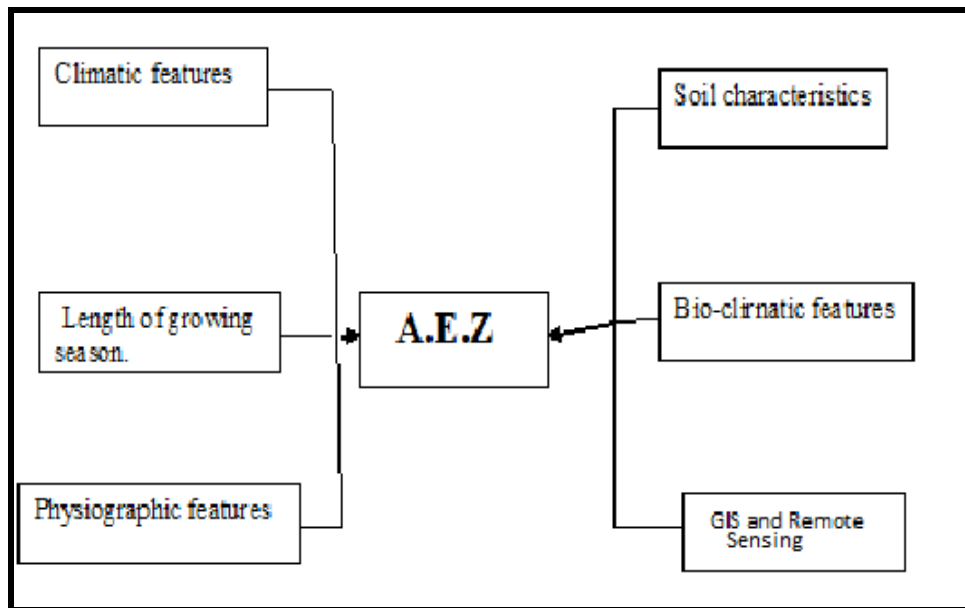 Climatic features
Soil characteristics
Length of growing
season.
A.E.Z
Bio-climatic features
Physiographic features
GIS and Remote
Sensing